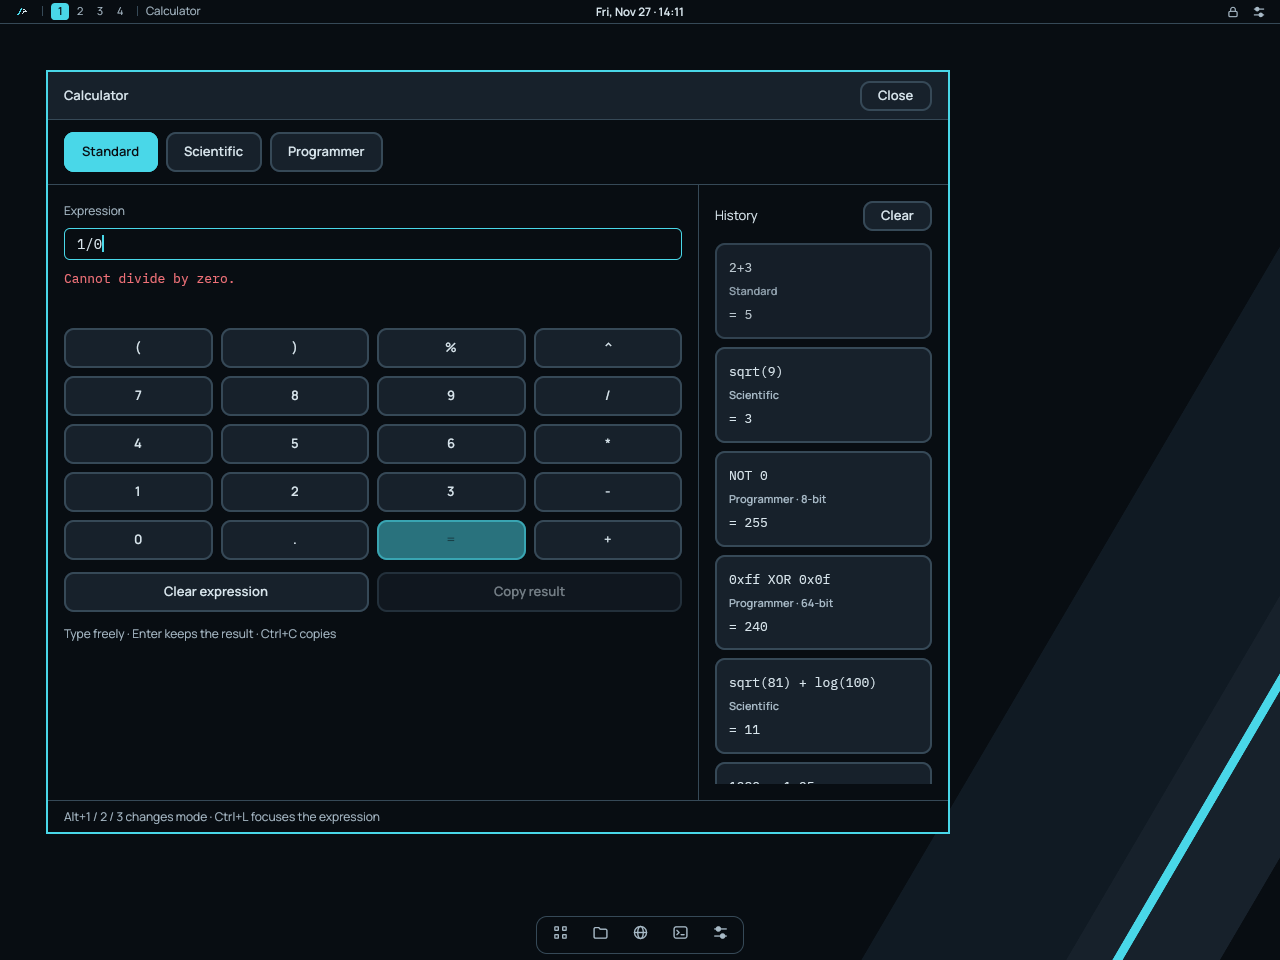 1 2 3 4 Calculator
Fri, Nov 27 · 14:11
Calculator
Close
Standard Scientific Programmer
Expression
1/0
Cannot divide by zero.
( ) % ^
7 8 9 /
4 5 6 *
1 2 3 -
0 . = +
Clear expression Copy result
Type freely · Enter keeps the result · Ctrl+C copies
History Clear
2+3
Standard
= 5
sqrt(9)
Scientific
= 3
NOT 0
Programmer · 8-bit
= 255
0xff XOR 0x0f
Programmer · 64-bit
= 240
sqrt(81) + log(100)
Scientific
= 11
Alt+1 / 2 / 3 changes mode · Ctrl+L focuses the expression